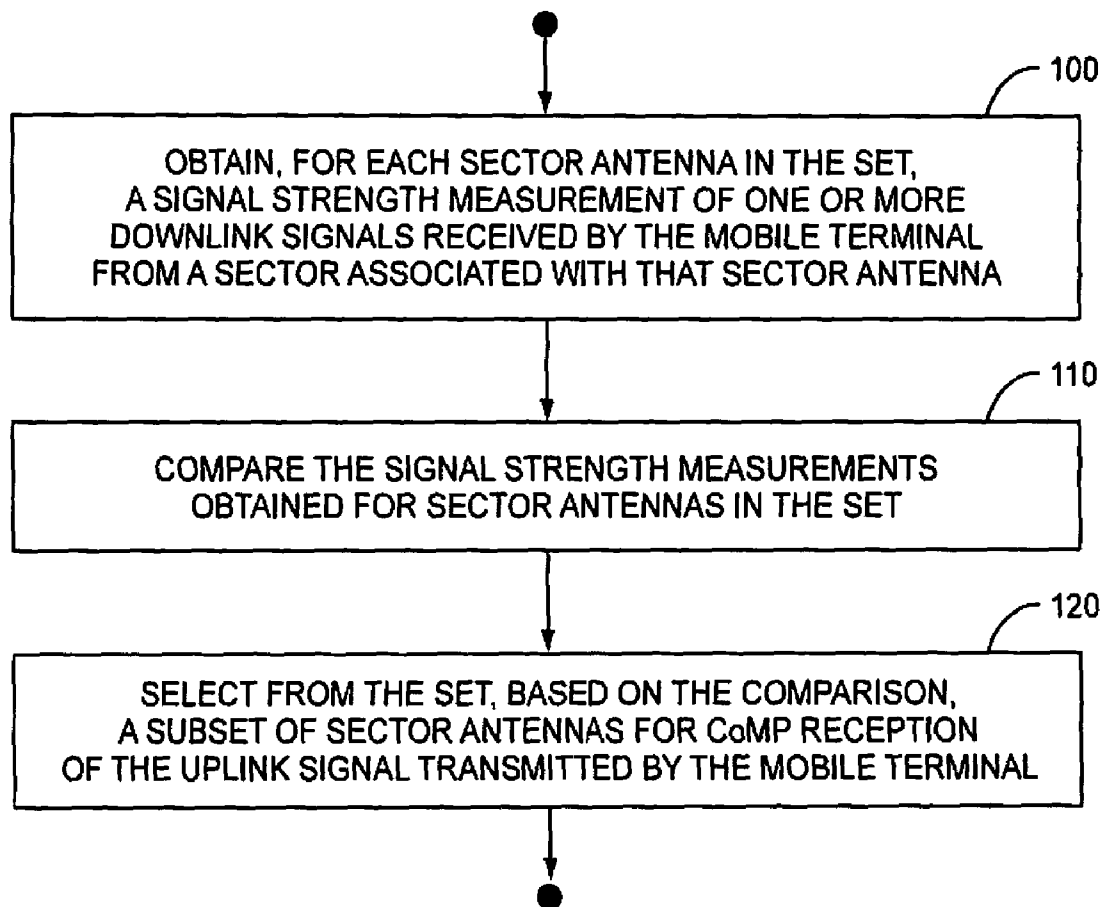 100
OBTAIN, FOR EACH SECTOR ANTENNA IN THE SET,
A SIGNAL STRENGTH MEASUREMENT OF ONE OR MORE
DOWNLINK SIGNALS RECEIVED BY THE MOBILE TERMINAL
FROM A SECTOR ASSOCIATED WITH THAT SECTOR ANTENNA
110
COMPARE THE SIGNAL STRENGTH MEASUREMENTS
OBTAINED FOR SECTOR ANTENNAS IN THE SET
120
SELECT FROM THE SET, BASED ON THE COMPARISON,
A SUBSET OF SECTOR ANTENNAS FOR CoMP RECEPTION
OF THE UPLINK SIGNAL TRANSMITTED BY THE MOBILE TERMINAL